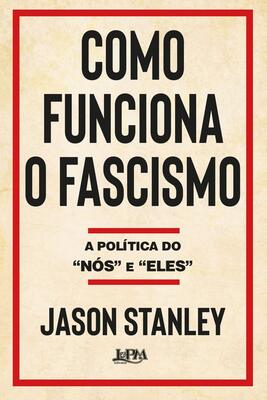 COMO
FUNCIONA
O FASCISMO
A POLÍTICA DO
“NÓS” E “ELES”
JASON STANLEY
L&PM